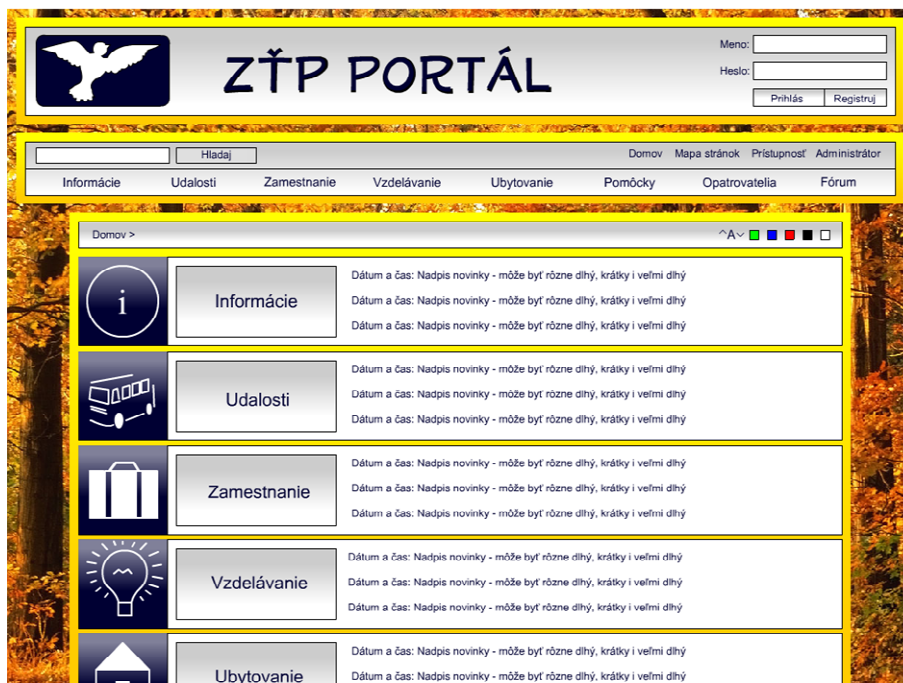 ZŤP PORTÁL
Meno:
Heslo:
Prihlás Registruj
Hladaj
Domov Mapa stránok Prístupnosť Administrátor
Informácie Udalosti Zamestnanie Vzdelávanie Ubytovanie Pomôcky Opatrovatelia Fórum
Domov >
^A
i
Informácie
Dátum a čas: Nadpis novinky - môže byť rôzne dlhý, krátky i veľmi dlhý
Dátum a čas: Nadpis novinky - môže byť rôzne dlhý, krátky i veľmi dlhý
Dátum a čas: Nadpis novinky - môže byť rôzne dlhý, krátky i veľmi dlhý
Udalosti
Dátum a čas: Nadpis novinky - môže byť rôzne dlhý, krátky i veľmi dlhý
Dátum a čas: Nadpis novinky - môže byť rôzne dlhý, krátky i veľmi dlhý
Dátum a čas: Nadpis novinky - môže byť rôzne dlhý, krátky i veľmi dlhý
Zamestnanie
Dátum a čas: Nadpis novinky - môže byť rôzne dlhý, krátky i veľmi dlhý
Dátum a čas: Nadpis novinky - môže byť rôzne dlhý, krátky i veľmi dlhý
Dátum a čas: Nadpis novinky - môže byť rôzne dlhý, krátky i veľmi dlhý
Vzdelávanie
Dátum a čas: Nadpis novinky - môže byť rôzne dlhý, krátky i veľmi dlhý
Dátum a čas: Nadpis novinky - môže byť rôzne dlhý, krátky i veľmi dlhý
Dátum a čas: Nadpis novinky - môže byť rôzne dlhý, krátky i veľmi dlhý
Ubytovanie
Dátum a čas: Nadpis novinky - môže byť rôzne dlhý, krátky i veľmi dlhý
Dátum a čas: Nadpis novinky - môže byť rôzne dlhý, krátky i veľmi dlhý